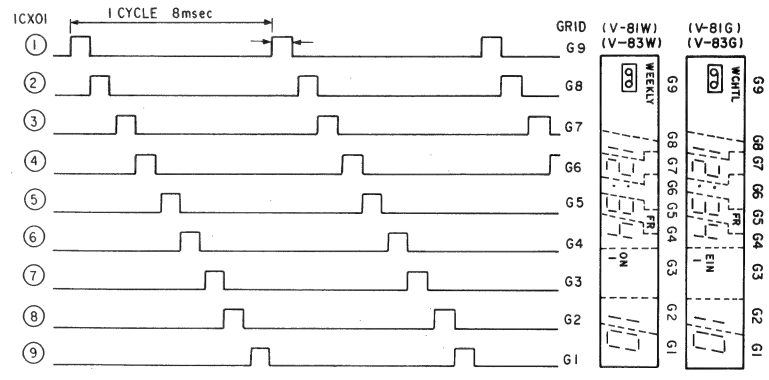 ICX01
1 CYCLE 8msec
GRID
(V-81W)
(V-83W)
(V-81G)
(V-83G)
① G9
② G8
③ G7
④ G6
⑤ G5
⑥ G4
⑦ G3
⑧ G2
⑨ G1
WEEKLY
FR
ON
G9
G8
G7
G6
G5
G4
G3
G2
G1
WCHTL
FR
EIN
G9
G8
G7
G6
G5
G4
G3
G2
G1